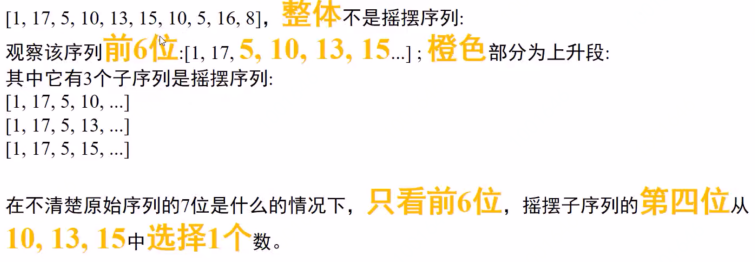 [1, 17, 5, 10, 13, 15, 10, 5, 16, 8]，整体不是摇摆序列:
观察该序列前6位:[1, 17, 5, 10, 13, 15...] ; 橙色部分为上升段:
其中它有3个子序列是摇摆序列:
[1, 17, 5, 10, ...]
[1, 17, 5, 13, ...]
[1, 17, 5, 15, ...]
在不清楚原始序列的7位是什么的情况下，只看前6位，摇摆子序列的第四位从
10, 13, 15中选择1个数。